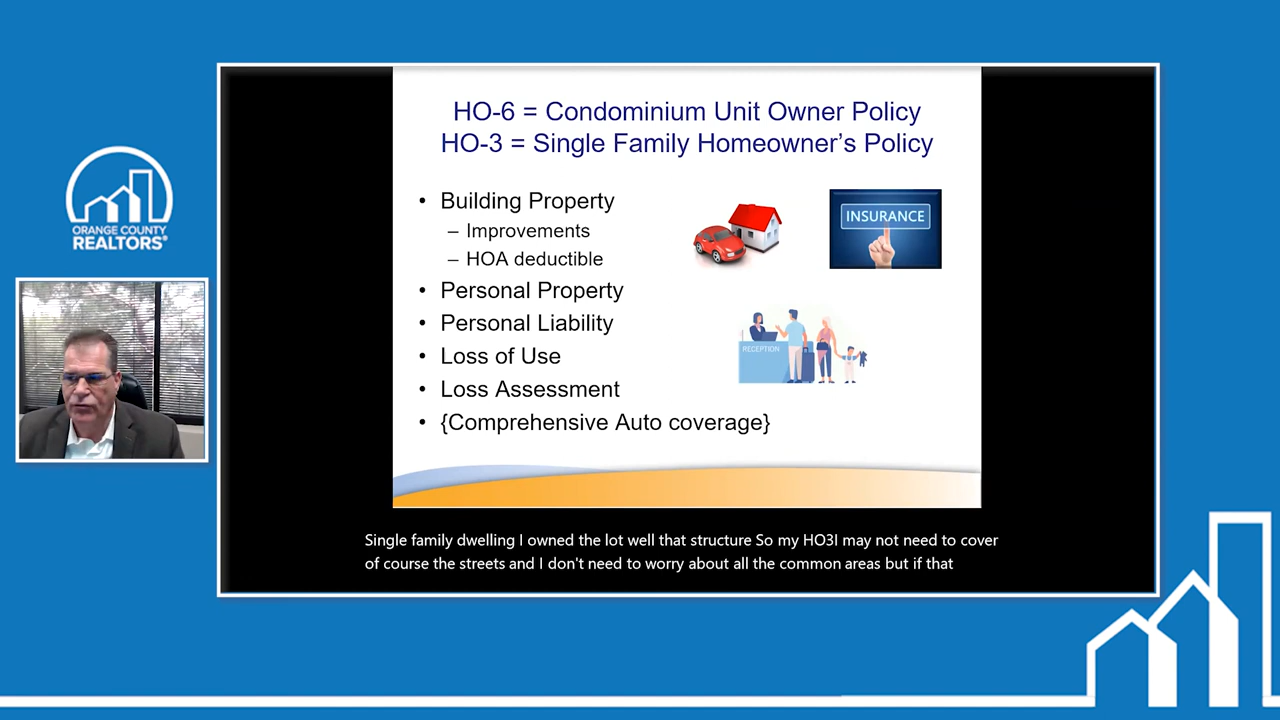 HO-6 = Condominium Unit Owner Policy
HO-3 = Single Family Homeowner's Policy
• Building Property
– Improvements
– HOA deductible
• Personal Property
• Personal Liability
• Loss of Use
• Loss Assessment
• {Comprehensive Auto coverage}
INSURANCE
RECEPTION
ORANGE COUNTY
REALTORS®
Single family dwelling I owned the lot well that structure So my HO3I may not need to cover
of course the streets and I don't need to worry about all the common areas but if that